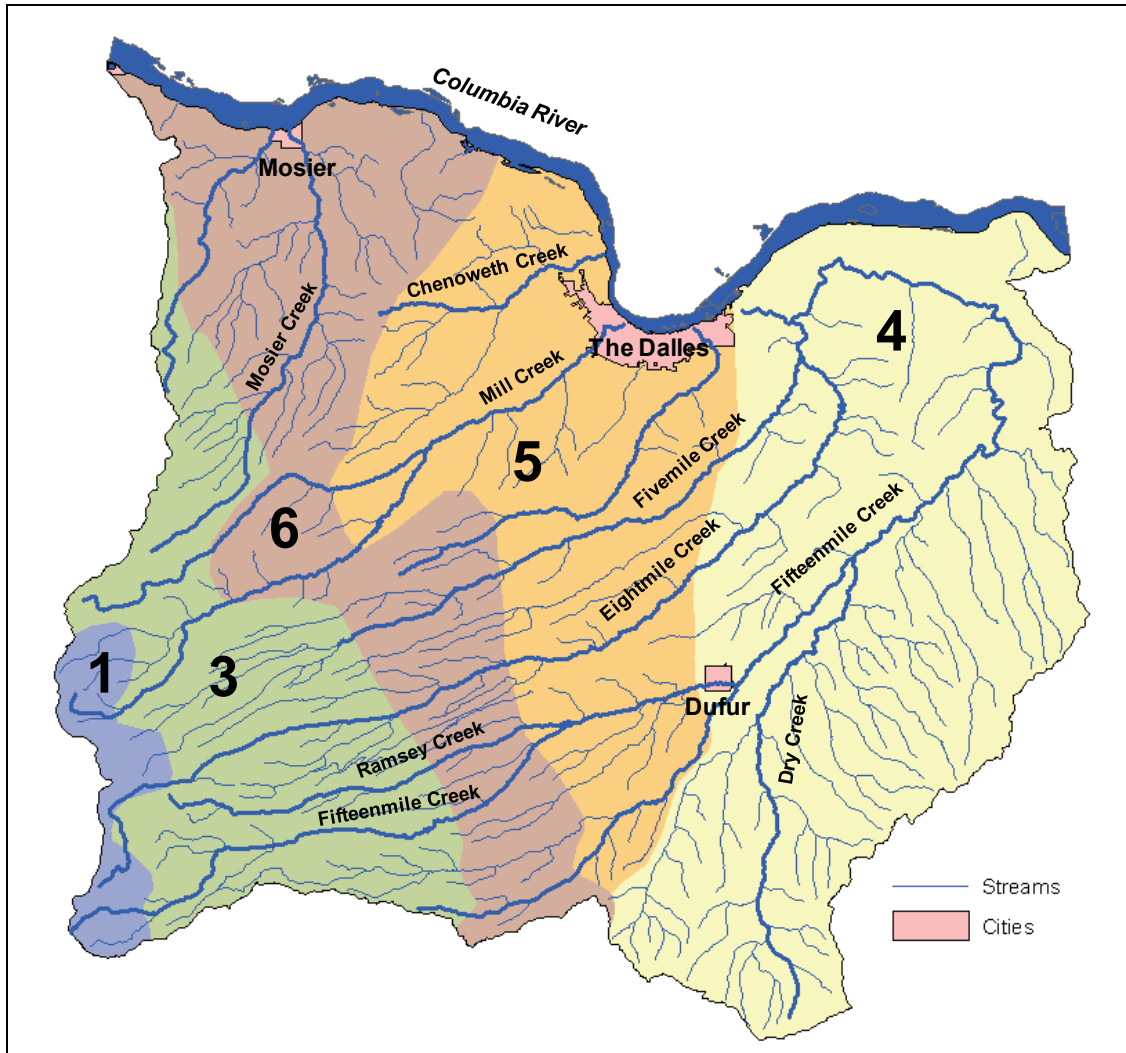 Columbia River
Mosier
Chenoweth Creek
Mosier Creek
The Dalles
4
Mill Creek
5
Fivemile Creek
6
Fifteenmile Creek
Eightmile Creek
1
3
Dufur
Dry Creek
Ramsey Creek
Fifteenmile Creek
Streams
Cities